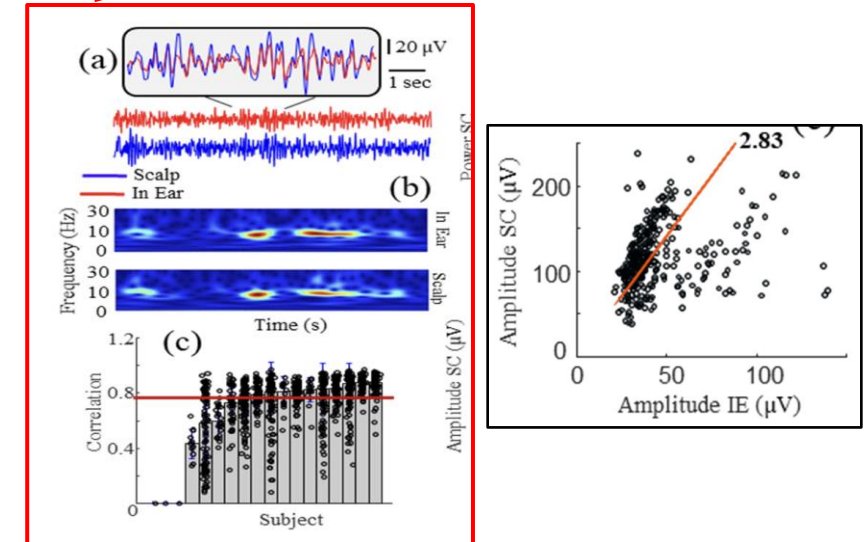 (a)
20 μV
1 sec
Scalp
In Ear
(b)
Power SC
30
10
0
In Ear
30
10
0
Scalp
Frequency (Hz)
Time (s)
(c)
1.2
0.8
0.4
0
Correlation
Subject
Amplitude SC (μV)
2.83
200
100
0
Amplitude SC (μV)
0
50
100
Amplitude IE (μV)